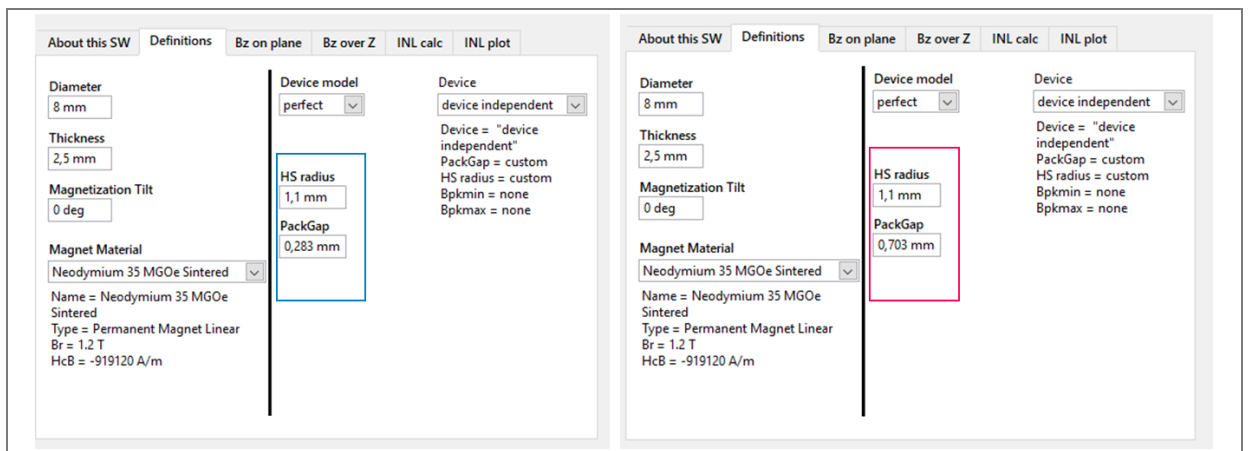 About this SW
Definitions
Bz on plane
Bz over Z
INL calc
INL plot
Diameter
8 mm
Thickness
2,5 mm
Magnetization Tilt
0 deg
Magnet Material
Neodymium 35 MGOe Sintered
Name = Neodymium 35 MGOe
Sintered
Type = Permanent Magnet Linear
Br = 1.2 T
HcB = -919120 A/m
Device model
perfect
HS radius
1,1 mm
PackGap
0,283 mm
Device
device independent
Device = "device
independent"
PackGap = custom
HS radius = custom
Bpkmin = none
Bpkmax = none
About this SW
Definitions
Bz on plane
Bz over Z
INL calc
INL plot
Diameter
8 mm
Thickness
2,5 mm
Magnetization Tilt
0 deg
Magnet Material
Neodymium 35 MGOe Sintered
Name = Neodymium 35 MGOe
Sintered
Type = Permanent Magnet Linear
Br = 1.2 T
HcB = -919120 A/m
Device model
perfect
HS radius
1,1 mm
PackGap
0,703 mm
Device
device independent
Device = "device
independent"
PackGap = custom
HS radius = custom
Bpkmin = none
Bpkmax = none